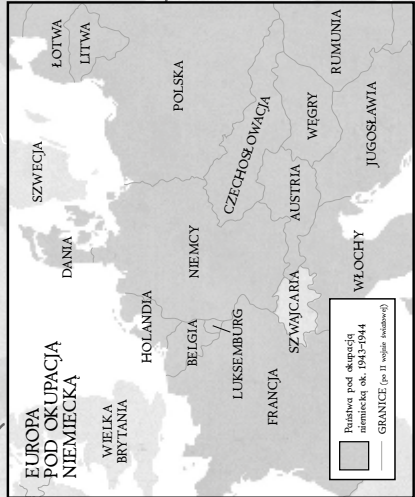 EUROPA
POD OKUPACJĄ
NIEMIECKĄ
SZWECJA
ŁOTWA
LITWA
DANIA
WIELKA
BRYTANIA
HOLANDIA
BELGIA
LUKSEMBURG
NIEMCY
POLSKA
CZECHOSŁOWACJA
FRANCJA
SZWAJCARIA
AUSTRIA
WĘGRY
RUMUNIA
WŁOCHY
JUGOSŁAWIA
Państwa pod okupacją
niemiecką ok. 1943–1944
GRANICE (po II wojnie światowej)